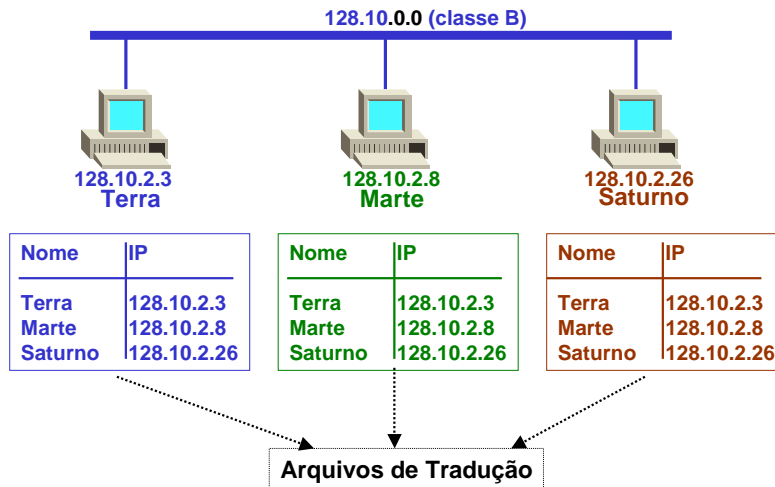 128.10.0.0 (classe B)
128.10.2.3
Terra
128.10.2.8
Marte
128.10.2.26
Saturno
Nome IP
Terra 128.10.2.3
Marte 128.10.2.8
Saturno 128.10.2.26
Nome IP
Terra 128.10.2.3
Marte 128.10.2.8
Saturno 128.10.2.26
Nome IP
Terra 128.10.2.3
Marte 128.10.2.8
Saturno 128.10.2.26
Arquivos de Tradução